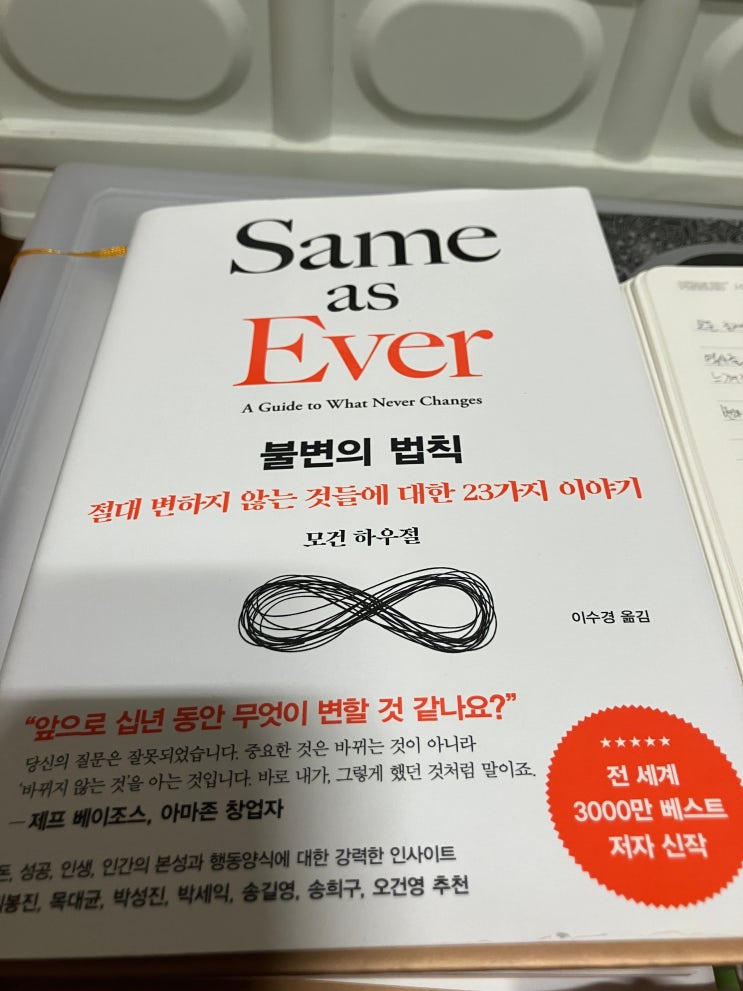 Same
as
Ever
A Guide to What Never Changes
불변의 법칙
절대 변하지 않는 것들에 대한 23가지 이야기
모건 하우절
이수경 옮김
“앞으로 십년 동안 무엇이 변할 것 같나요?”
당신의 질문은 잘못되었습니다. 중요한 것은 바뀌는 것이 아니라
‘바뀌지 않는 것’을 아는 것입니다. 바로 내가, 그렇게 했던 것처럼 말이죠.
— 제프 베이조스, 아마존 창업자
성공, 인생, 인간의 본성과 행동양식에 대한 강력한 인사이트
목대균, 박성진, 박세익, 송길영, 송희구, 오건영 추천
★★★★★
전 세계
3000만 베스트
저자 신작